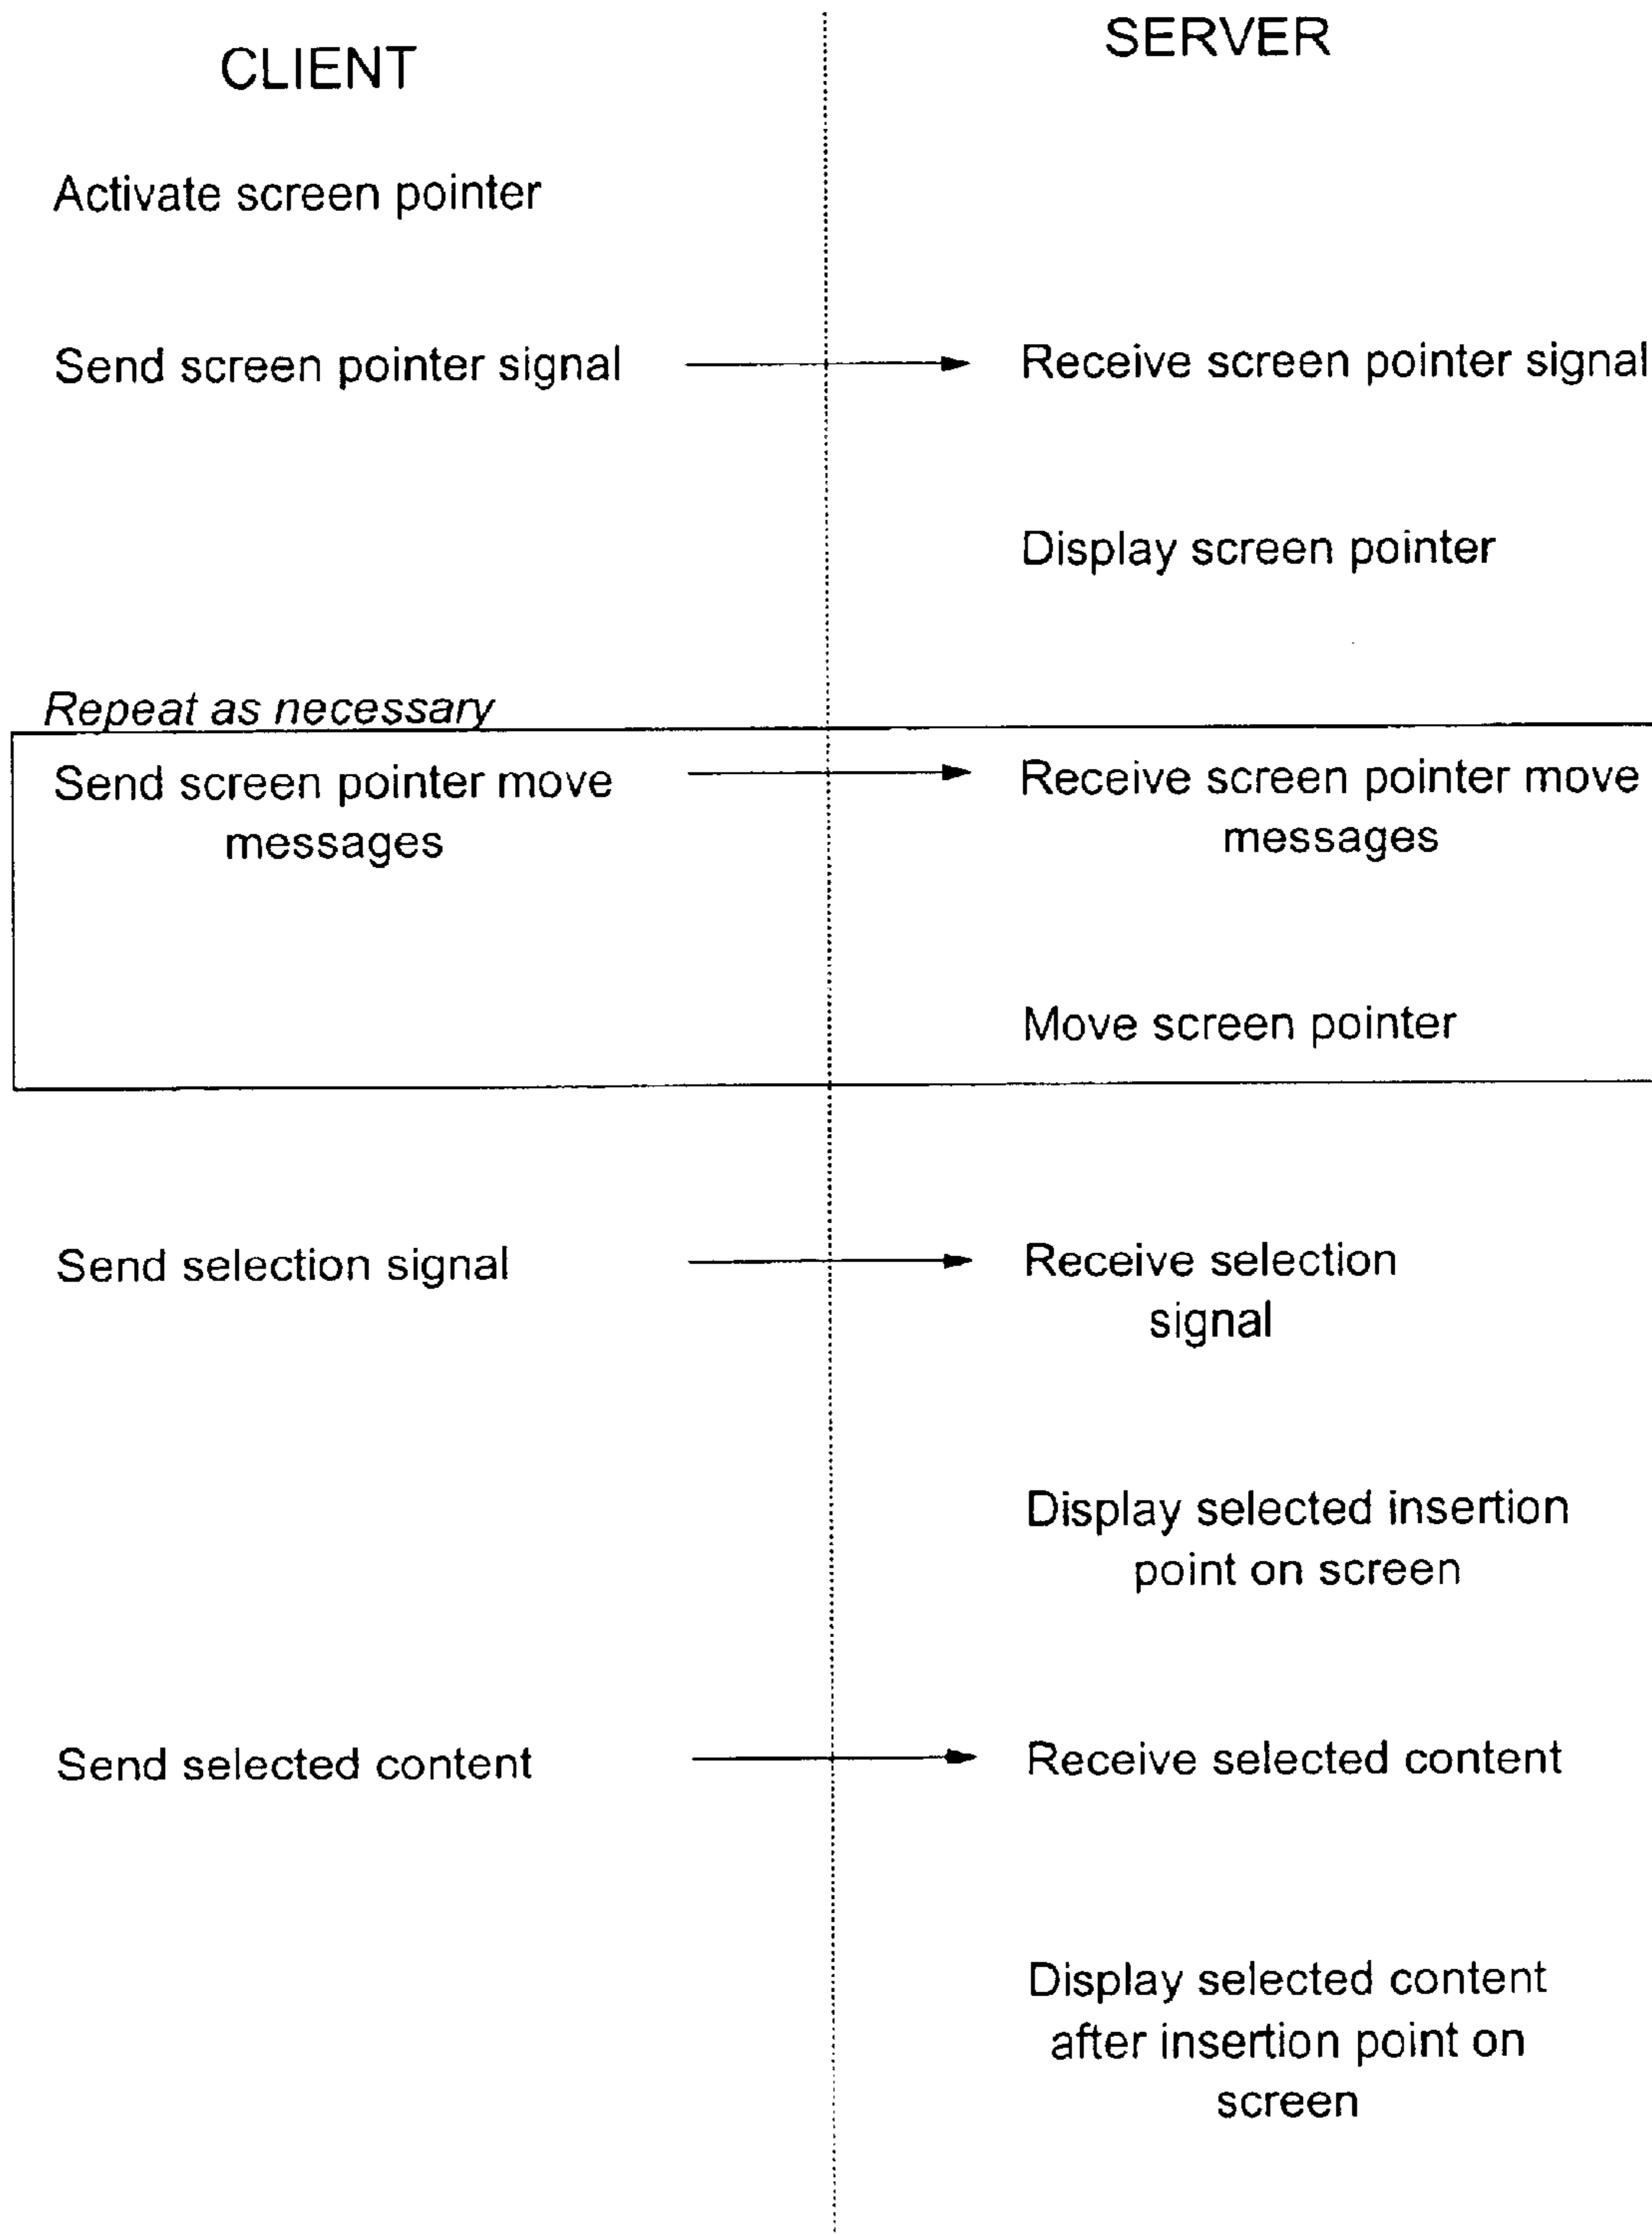 CLIENT
SERVER
Activate screen pointer
Send screen pointer signal
Receive screen pointer signal
Display screen pointer
Repeat as necessary
Send screen pointer move
messages
Receive screen pointer move
messages
Move screen pointer
Send selection signal
Receive selection
signal
Display selected insertion
point on screen
Send selected content
Receive selected content
Display selected content
after insertion point on
screen